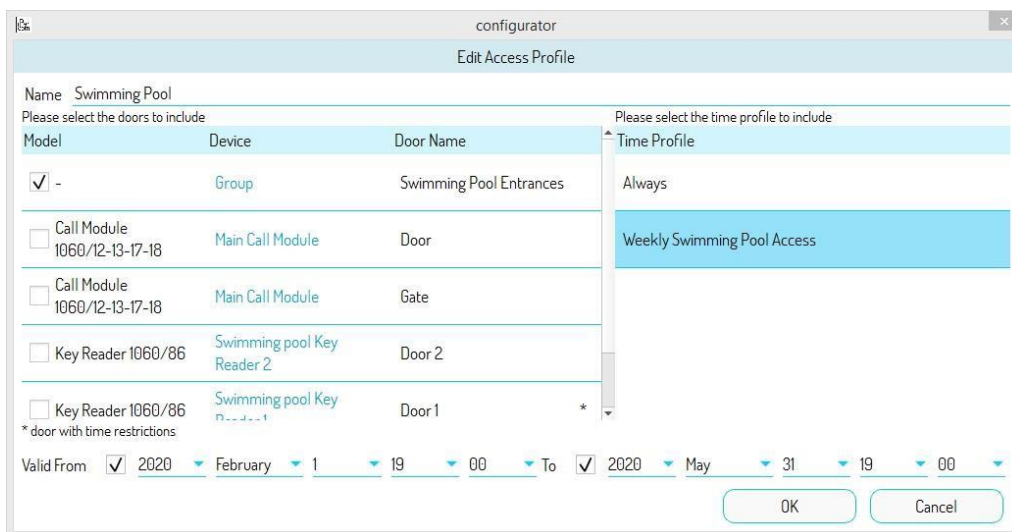 configurator
Edit Access Profile
Name Swimming Pool
Please select the doors to include
Please select the time profile to include
Model Device Door Name
Time Profile
- Group Swimming Pool Entrances
Always
Call Module
1060/12-13-17-18
Main Call Module Door
Weekly Swimming Pool Access
Call Module
1060/12-13-17-18
Main Call Module Gate
Key Reader 1060/86
Swimming pool Key
Reader 2
Door 2
Key Reader 1060/86
Swimming pool Key
Reader 1
Door 1 *
* door with time restrictions
Valid From 2020 February 1 19 00 To 2020 May 31 19 00
OK Cancel